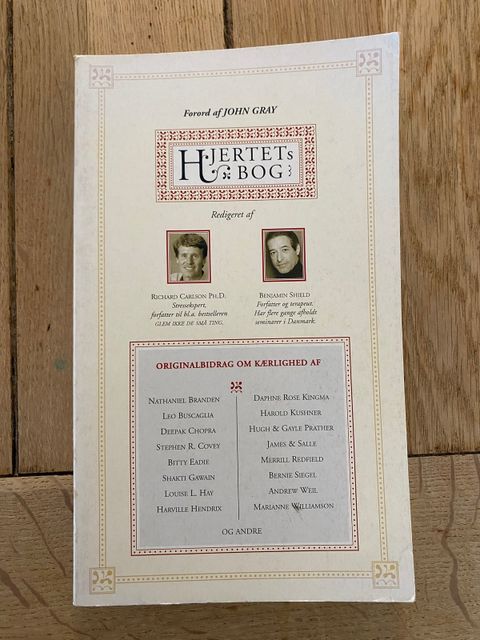 Forord af JOHN GRAY
HJERTETS
BOG
Redigeret af
RICHARD CARLSON PH.D.
Stressekspert,
forfatter til bl.a. bestselleren
GLEM IKKE DE SMÅ TING.
BENJAMIN SHIELD
Forfatter og terapeut.
Har flere gange afholdt
seminarer i Danmark.
ORIGINALBIDRAG OM KÆRLIGHED AF
NATHANIEL BRANDEN
LEO BUSCAGLIA
DEEPAK CHOPRA
STEPHEN R. COVEY
BITTY EADIE
SHAKTI GAWAIN
LOUISE L. HAY
HARVILLE HENDRIX
DAPHNE ROSE KINGMA
HAROLD KUSHNER
HUGH & GAYLE PRATHER
JAMES & SALLE
MERRILL REDFIELD
BERNIE SIEGEL
ANDREW WEIL
MARIANNE WILLIAMSON
OG ANDRE